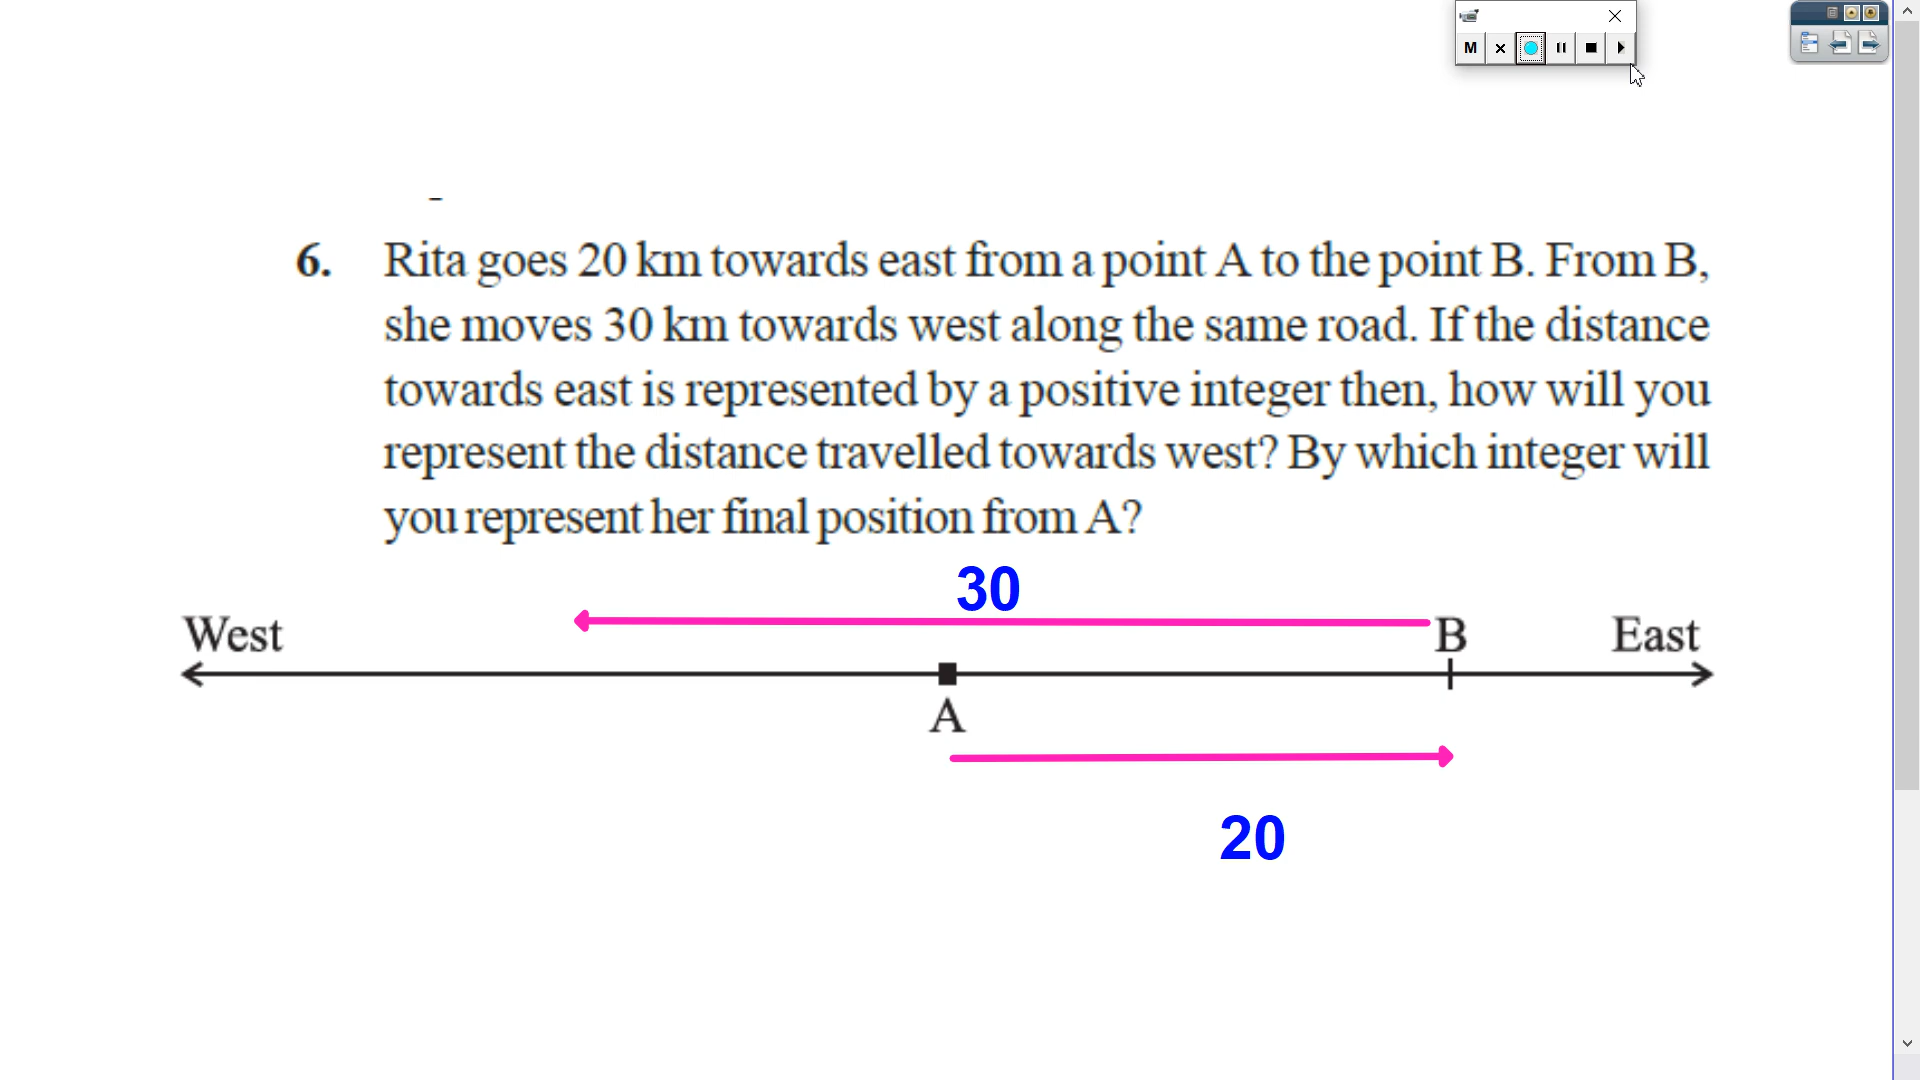 M
6. Rita goes 20 km towards east from a point A to the point B. From B,
she moves 30 km towards west along the same road. If the distance
towards east is represented by a positive integer then, how will you
represent the distance travelled towards west? By which integer will
you represent her final position from A?
30
West B East
A
20